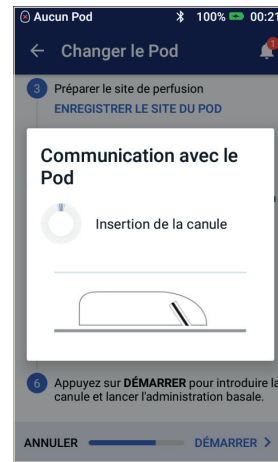 Aucun Pod 100% 00:21
Changer le Pod
1
3 Préparer le site de perfusion
ENREGISTRER LE SITE DU POD
Communication avec le
Pod
Insertion de la canule
6 Appuyez sur DÉMARRER pour introduire la
canule et lancer l'administration basale.
ANNULER DÉMARRER